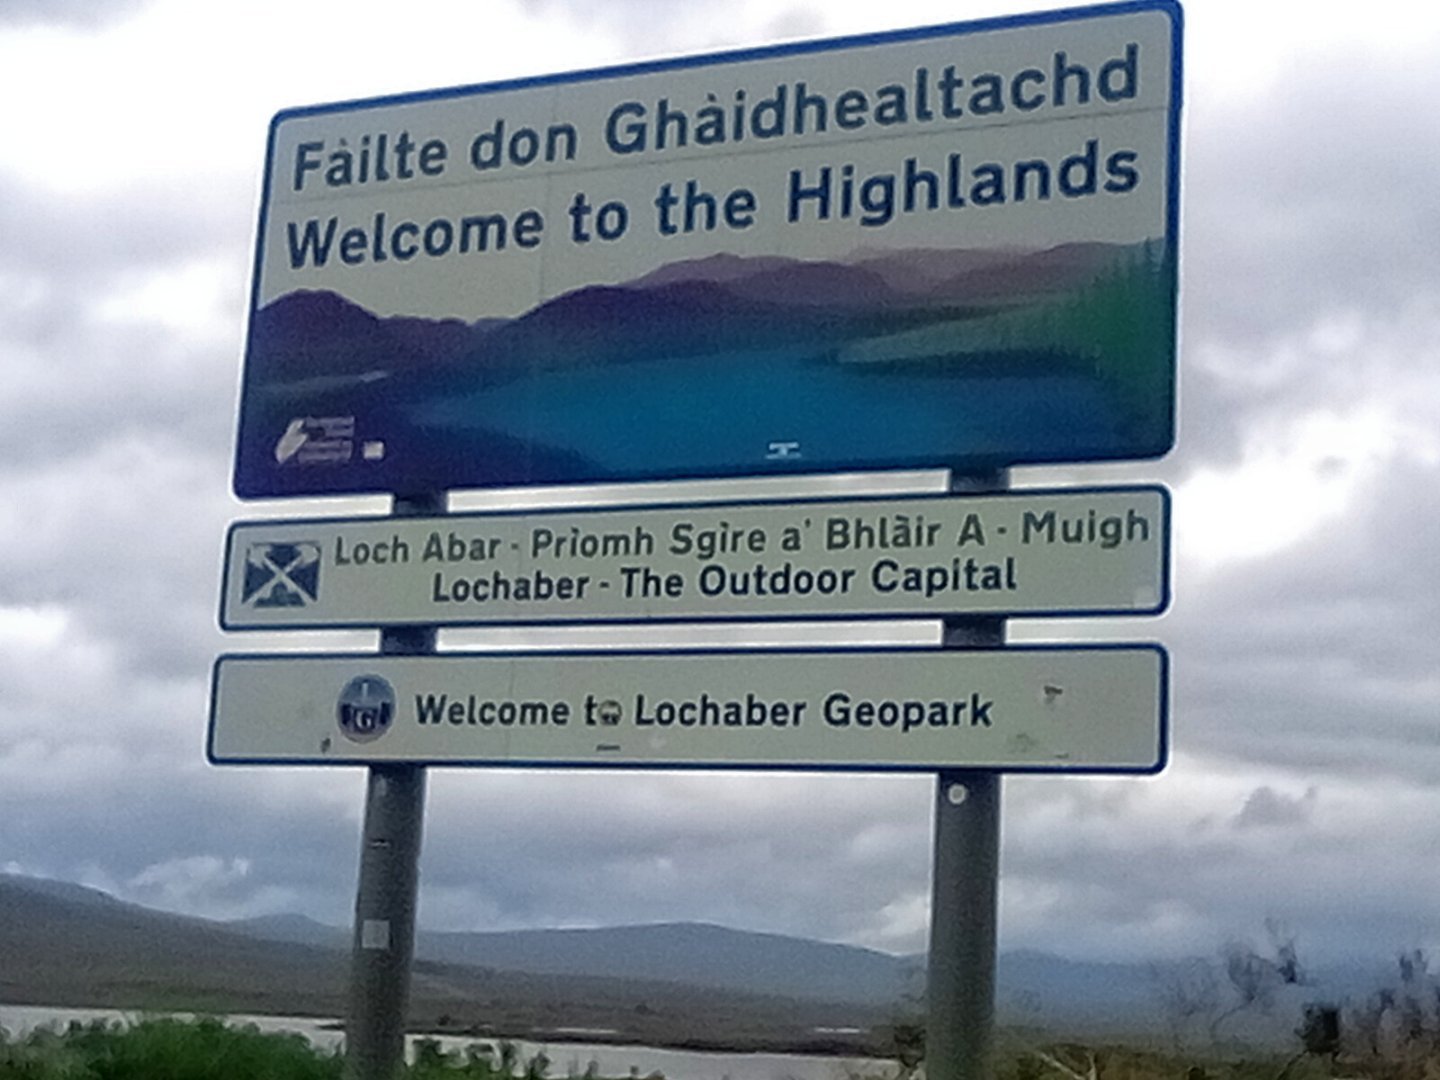 Fàilte don Ghàidhealtachd
Welcome to the Highlands
Loch Abar - Prìomh Sgìre a' Bhlàir A - Muigh
Lochaber - The Outdoor Capital
Welcome to Lochaber Geopark